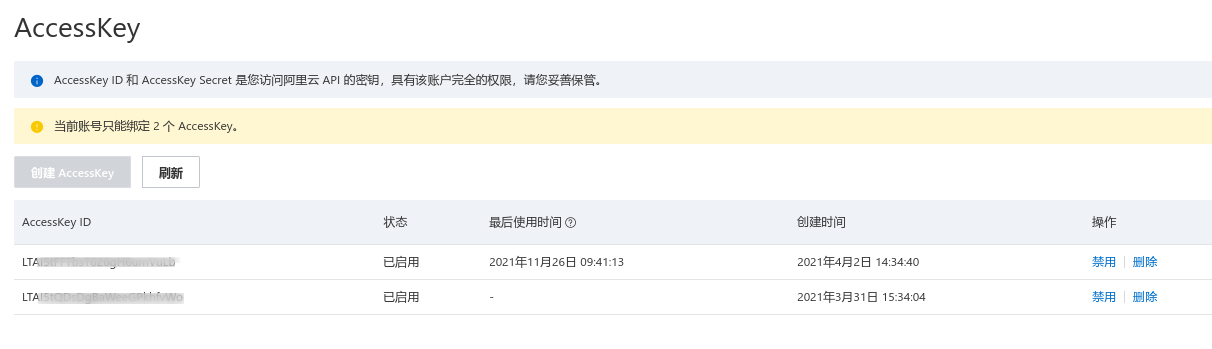 AccessKey
AccessKey ID 和 AccessKey Secret 是您访问阿里云 API 的密钥，具有该账户完全的权限，请您妥善保管。
当前账号只能绑定 2 个 AccessKey。
创建 AccessKey 刷新
AccessKey ID 状态 最后使用时间 创建时间 操作
已启用 2021年11月26日 09:41:13 2021年4月2日 14:34:40 禁用 删除
已启用 - 2021年3月31日 15:34:04 禁用 删除